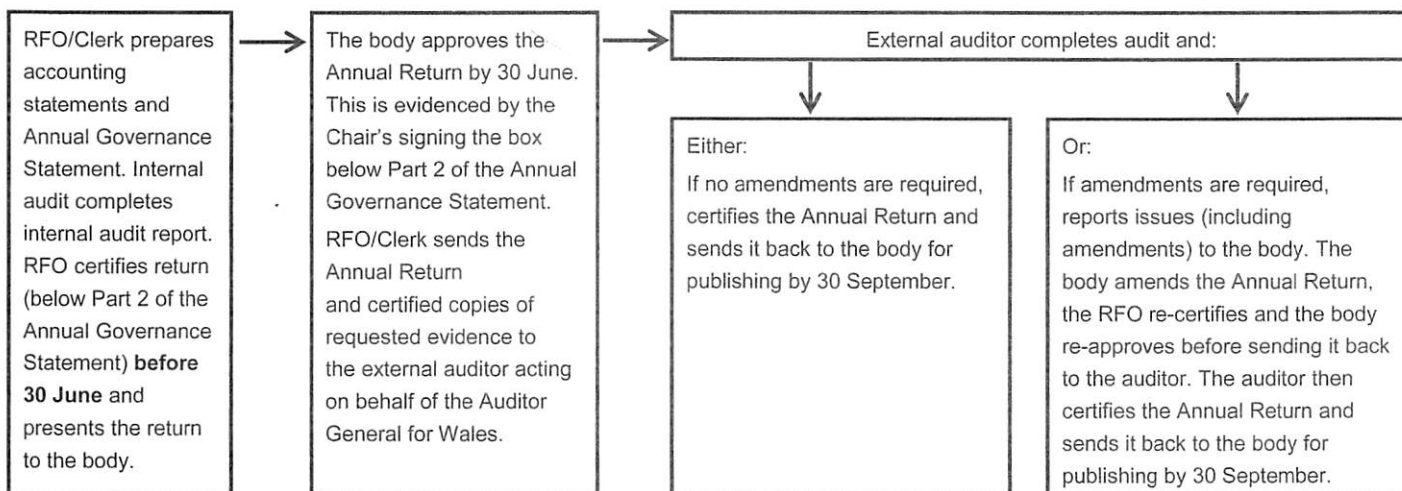 RFO/Clerk prepares
accounting
statements and
Annual Governance
Statement. Internal
audit completes
internal audit report.
RFO certifies return
(below Part 2 of the
Annual Governance
Statement) before
30 June and
presents the return
to the body.
The body approves the
Annual Return by 30 June.
This is evidenced by the
Chair's signing the box
below Part 2 of the Annual
Governance Statement.
RFO/Clerk sends the
Annual Return
and certified copies of
requested evidence to
the external auditor acting
on behalf of the Auditor
General for Wales.
External auditor completes audit and:
Either:
If no amendments are required,
certifies the Annual Return and
sends it back to the body for
publishing by 30 September.
Or:
If amendments are required,
reports issues (including
amendments) to the body. The
body amends the Annual Return,
the RFO re-certifies and the body
re-approves before sending it back
to the auditor. The auditor then
certifies the Annual Return and
sends it back to the body for
publishing by 30 September.